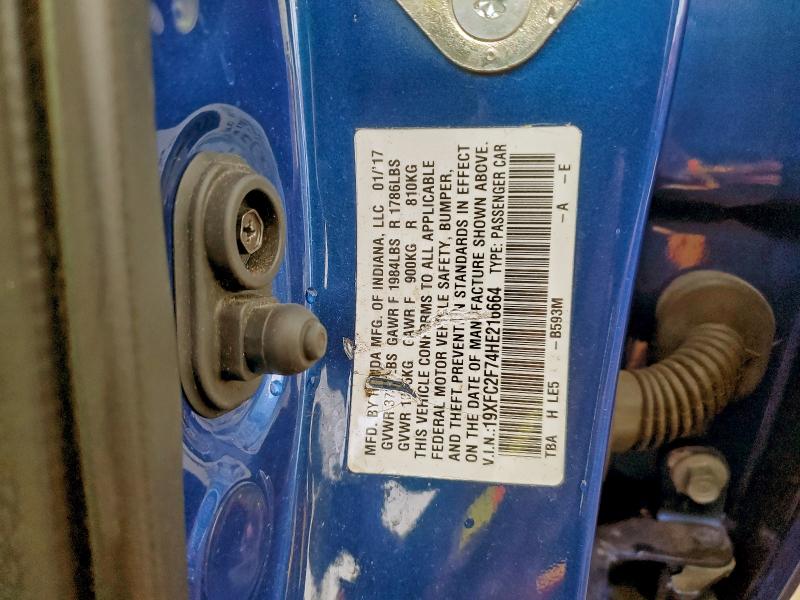 MFD. BY DA MFG. OF INDIANA, LLC 01/'17
GVWR LBS GAWR F 1984LBS R 1786LBS
GVWR KG GAWR F 900KG R 810KG
THIS VEHICLE CONFORMS TO ALL APPLICABLE
FEDERAL MOTOR VEHICLE SAFETY, BUMPER,
AND THEFT PREVENTION STANDARDS IN EFFECT
ON THE DATE OF MANUFACTURE SHOWN ABOVE.
V.I.N.: TYPE: PASSENGER CAR
TBA H LE5 - B593M - A - E